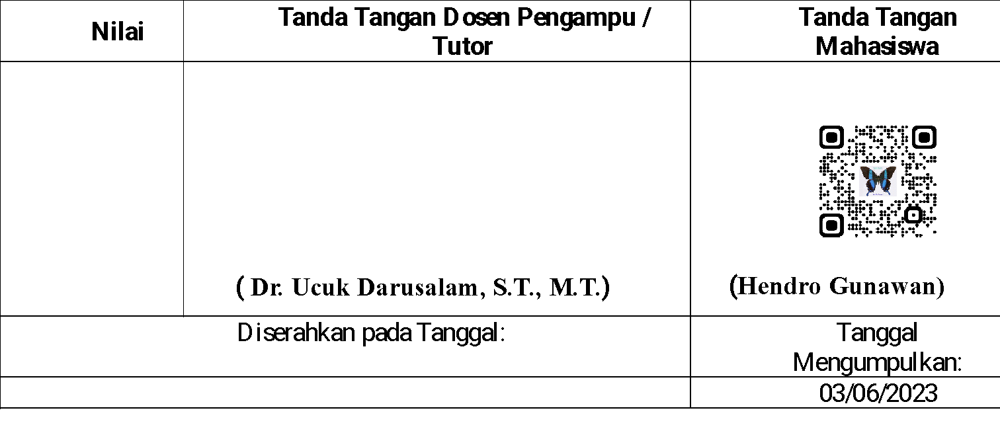 Nilai
Tanda Tangan Dosen Pengampu /
Tutor
Tanda Tangan
Mahasiswa
( Dr. Ucuk Darusalam, S.T., M.T.)
(Hendro Gunawan)
Diserahkan pada Tanggal:
Tanggal
Mengumpulkan:
03/06/2023